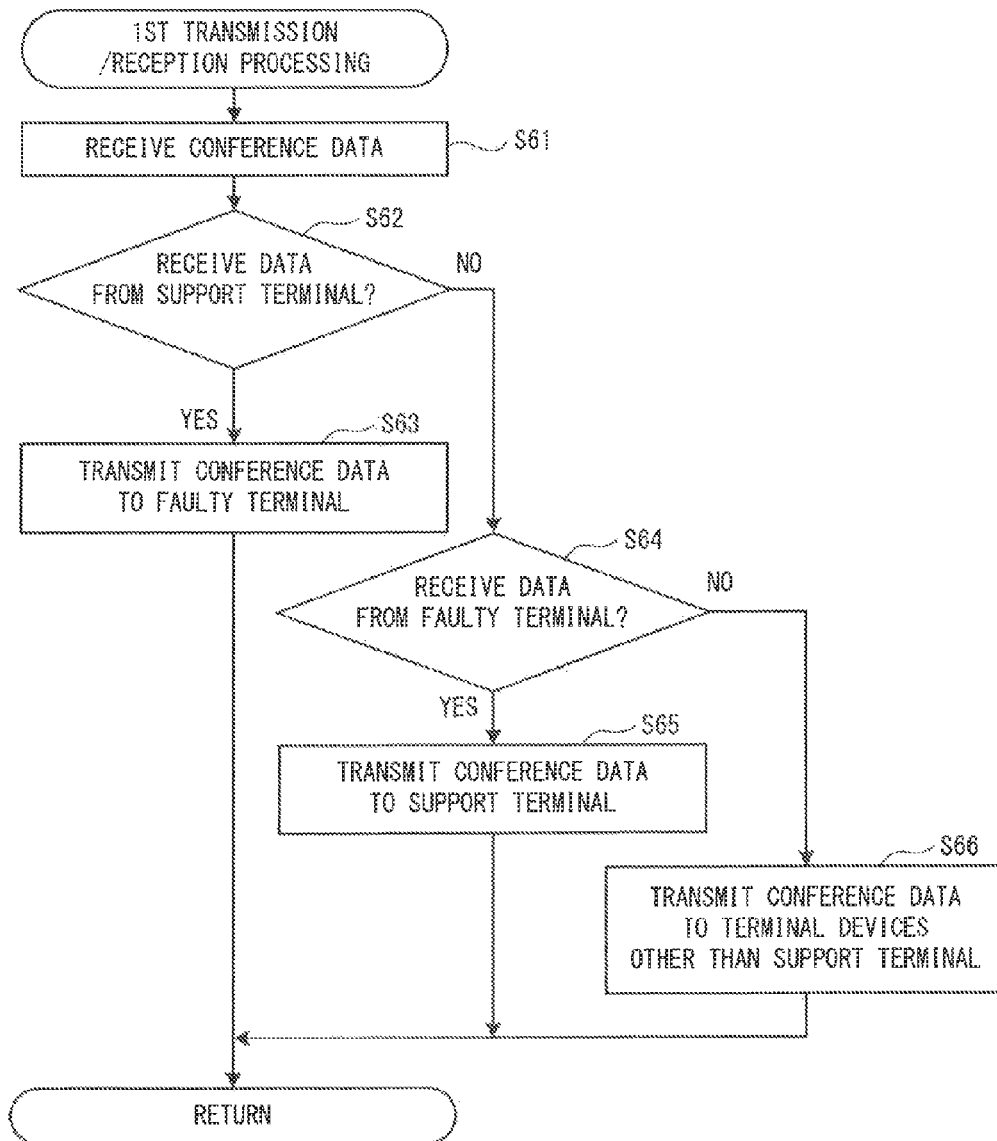 1ST TRANSMISSION
/RECEPTION PROCESSING
RECEIVE CONFERENCE DATA
S61
S62
RECEIVE DATA
FROM SUPPORT TERMINAL?
NO
YES
S63
TRANSMIT CONFERENCE DATA
TO FAULTY TERMINAL
S64
RECEIVE DATA
FROM FAULTY TERMINAL?
NO
YES
S65
TRANSMIT CONFERENCE DATA
TO SUPPORT TERMINAL
S66
TRANSMIT CONFERENCE DATA
TO TERMINAL DEVICES
OTHER THAN SUPPORT TERMINAL
RETURN